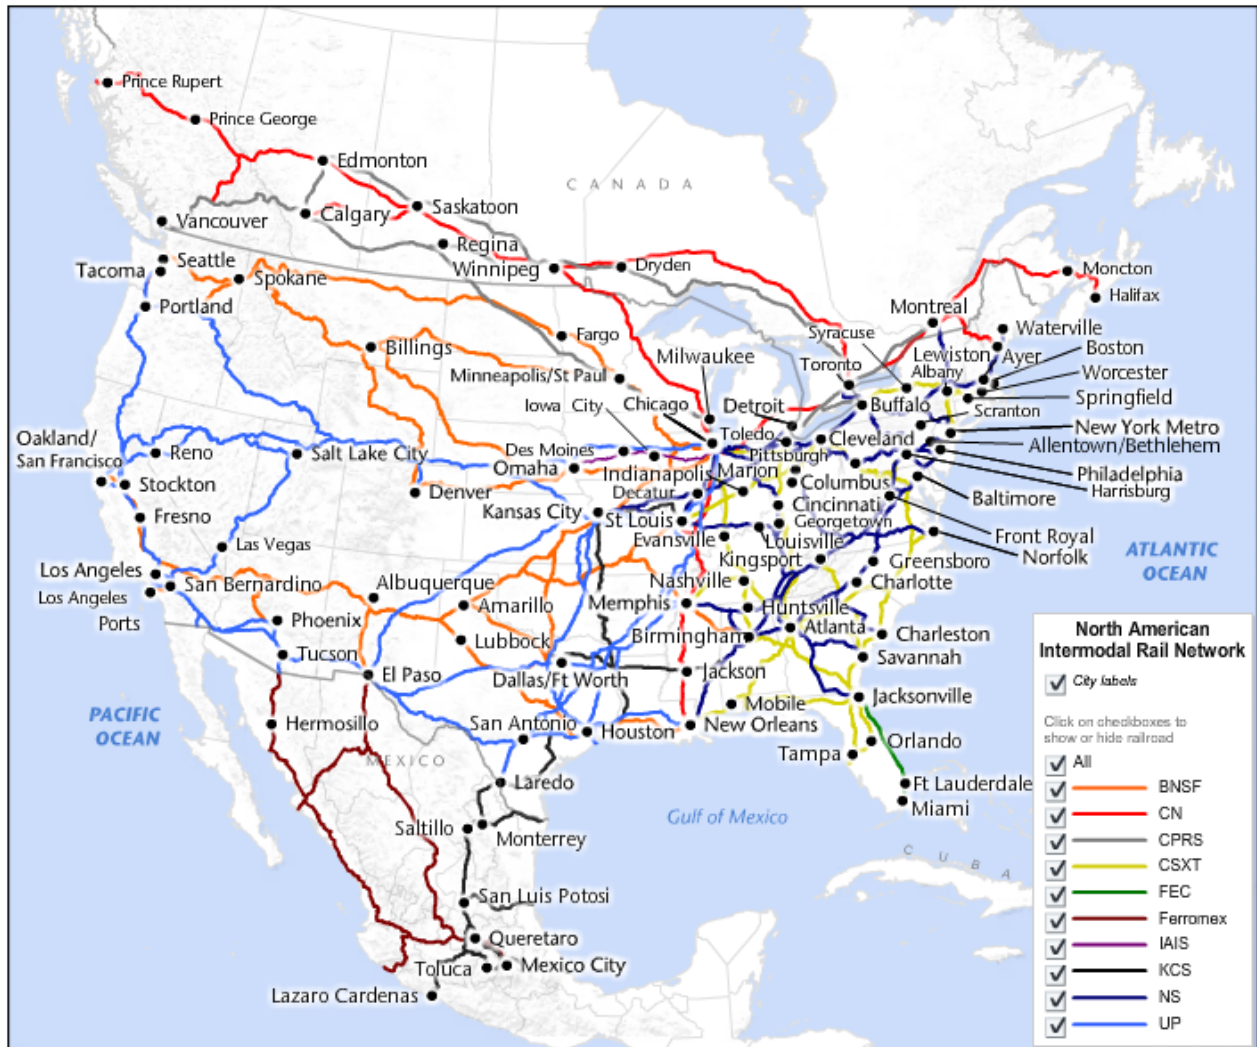 Prince Rupert
Prince George
Edmonton
CANADA
Vancouver
Calgary
Saskatoon
Regina
Winnipeg
Dryden
Moncton
Halifax
Seattle
Tacoma
Spokane
Portland
Montreal
Syracuse
Waterville
Fargo
Billings
Milwaukee
Toronto
Lewiston
Ayer
Boston
Albany
Worcester
Minneapolis/St Paul
Iowa City
Chicago
Detroit
Buffalo
Springfield
Scranton
New York Metro
Oakland/
San Francisco
Reno
Salt Lake City
Des Moines
Omaha
Toledo
Cleveland
Allentown/Bethlehem
Pittsburgh
Indianapolis
Marion
Philadelphia
Harrisburg
Stockton
Denver
Decatur
Columbus
Baltimore
Kansas City
St Louis
Cincinnati
Georgetown
Fresno
Las Vegas
Evansville
Louisville
Front Royal
Norfolk
Kingsport
Greensboro
ATLANTIC
OCEAN
Los Angeles
San Bernardino
Albuquerque
Nashville
Charlotte
Los Angeles
Ports
Amarillo
Memphis
Huntsville
Phoenix
Lubbock
Birmingham
Atlanta
Charleston
Tucson
El Paso
Dallas/Ft Worth
Jackson
Savannah
PACIFIC
OCEAN
Hermosillo
San Antonio
Houston
New Orleans
Mobile
Jacksonville
MEXICO
Tampa
Orlando
Laredo
Ft Lauderdale
Miami
Gulf of Mexico
Saltillo
Monterrey
CUBA
San Luis Potosi
Queretaro
Toluca
Mexico City
Lazaro Cardenas
North American
Intermodal Rail Network
City labels
Click on checkboxes to
show or hide railroad
All
BNSF
CN
CPRS
CSXT
FEC
Ferromex
IAIS
KCS
NS
UP